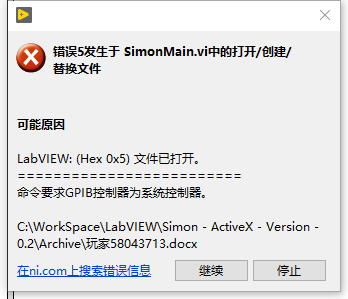 错误5发生于 SimonMain.vi中的打开/创建/
替换文件
可能原因
LabVIEW: (Hex 0x5) 文件已打开。
=========================
命令要求GPIB控制器为系统控制器。
C:\WorkSpace\LabVIEW\Simon - ActiveX - Version -
0.2\Archive\玩家58043713.docx
在ni.com上搜索错误信息
继续
停止